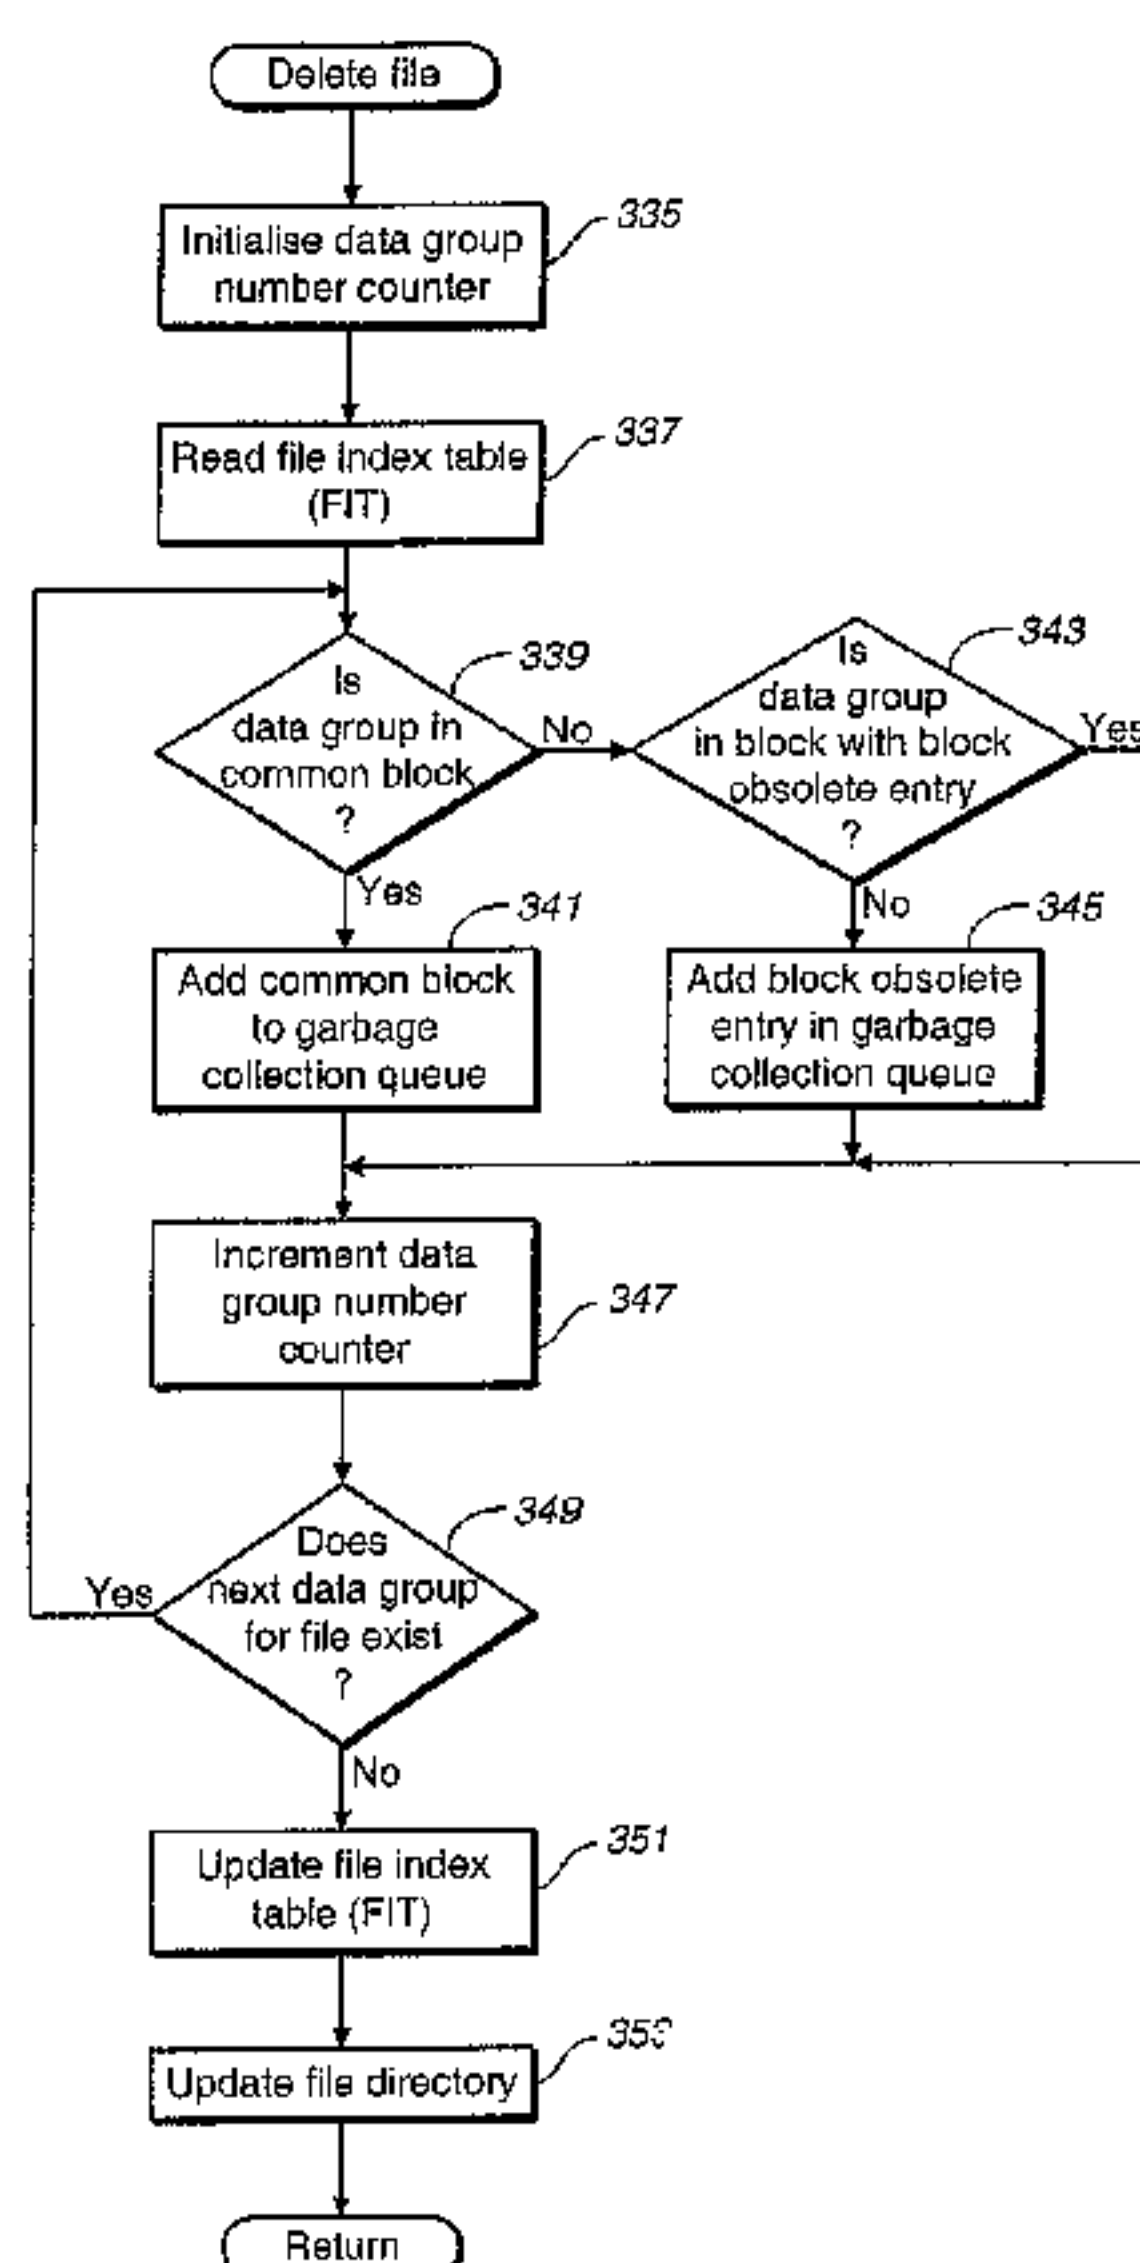 Delete file
335
Initialise data group
number counter
337
Read file index table
(FIT)
339
Is
data group in
common block
?
No
Yes
343
Is
data group
in block with block
obsolete entry
?
Yes
No
341
Add common block
to garbage
collection queue
345
Add block obsolete
entry in garbage
collection queue
Increment data
group number
counter
347
349
Does
next data group
for file exist
?
Yes
No
351
Update file index
table (FIT)
353
Update file directory
Return